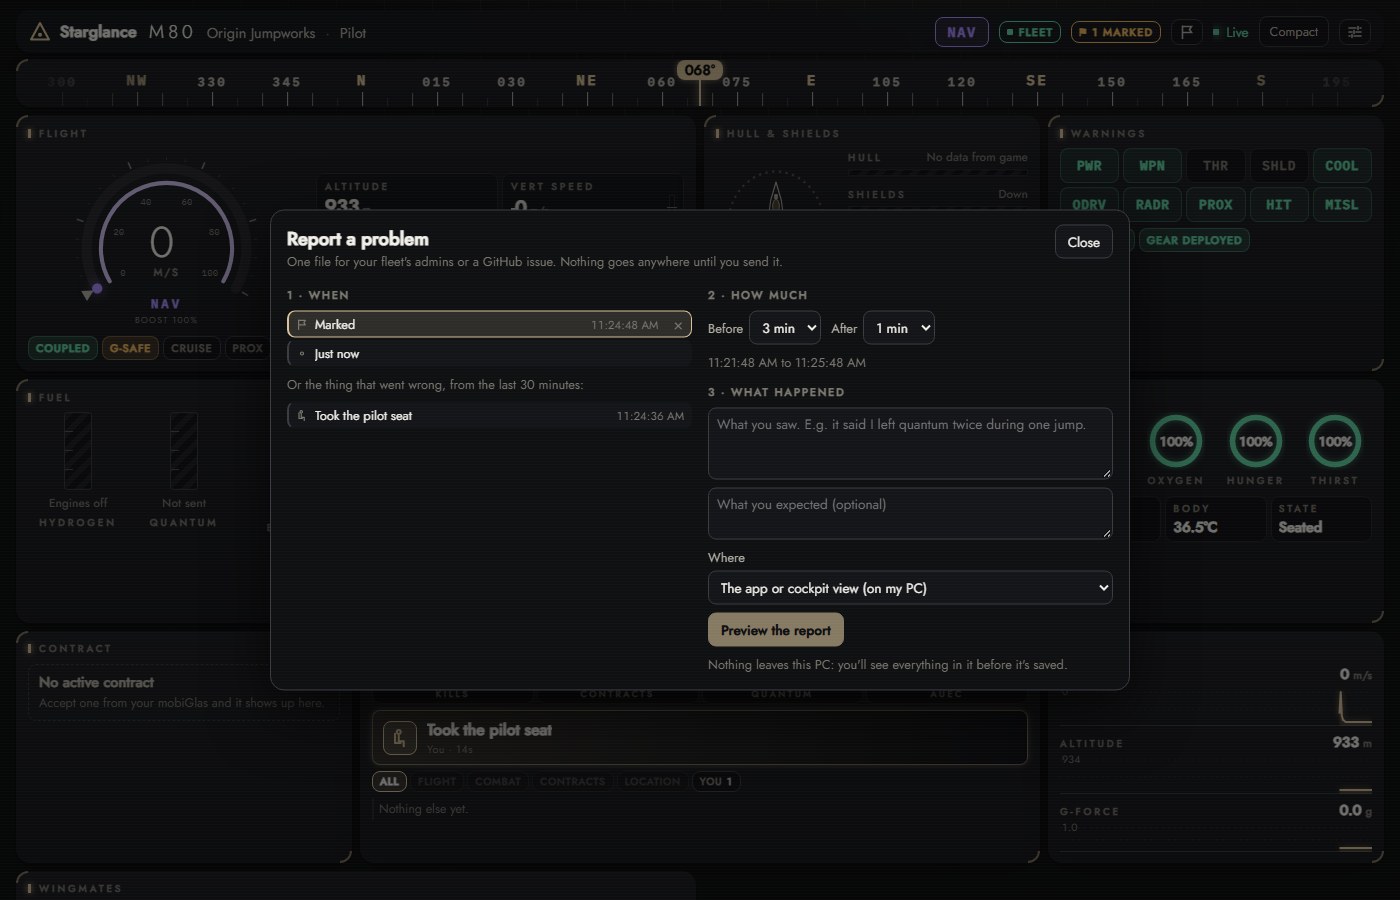 Starglance M80 Origin Jumpworks · Pilot
NAV FLEET 1 MARKED Live Compact
300 NW 330 345 N 015 030 NE 060 068° 075 E 105 120 SE 150 165 S 195
FLIGHT
0 20 40 60 80 100
0
M/S
NAV
BOOST 100%
COUPLED G-SAFE CRUISE PROX
ALTITUDE
933
VERT SPEED
HULL & SHIELDS
HULL No data from game
SHIELDS Down
WARNINGS
PWR WPN THR SHLD COOL
QDRV RADR PROX HIT MISL
GEAR DEPLOYED
Report a problem
Close
One file for your fleet's admins or a GitHub issue. Nothing goes anywhere until you send it.
1 · WHEN
Marked 11:24:48 AM ×
Just now
Or the thing that went wrong, from the last 30 minutes:
Took the pilot seat 11:24:36 AM
2 · HOW MUCH
Before 3 min After 1 min
11:21:48 AM to 11:25:48 AM
3 · WHAT HAPPENED
What you saw. E.g. it said I left quantum twice during one jump.
What you expected (optional)
Where
The app or cockpit view (on my PC)
Preview the report
Nothing leaves this PC: you'll see everything in it before it's saved.
FUEL
Engines off
HYDROGEN
Not sent
QUANTUM
100% 100% 100%
OXYGEN HUNGER THIRST
BODY
36.5°C
STATE
Seated
CONTRACT
No active contract
Accept one from your mobiGlas and it shows up here.
KILLS CONTRACTS QUANTUM AUEC
Took the pilot seat
You · 14s
ALL FLIGHT COMBAT CONTRACTS LOCATION YOU 1
Nothing else yet.
0 m/s
0
ALTITUDE 933 m
934
G-FORCE 0.0 g
1.0
WINGMATES